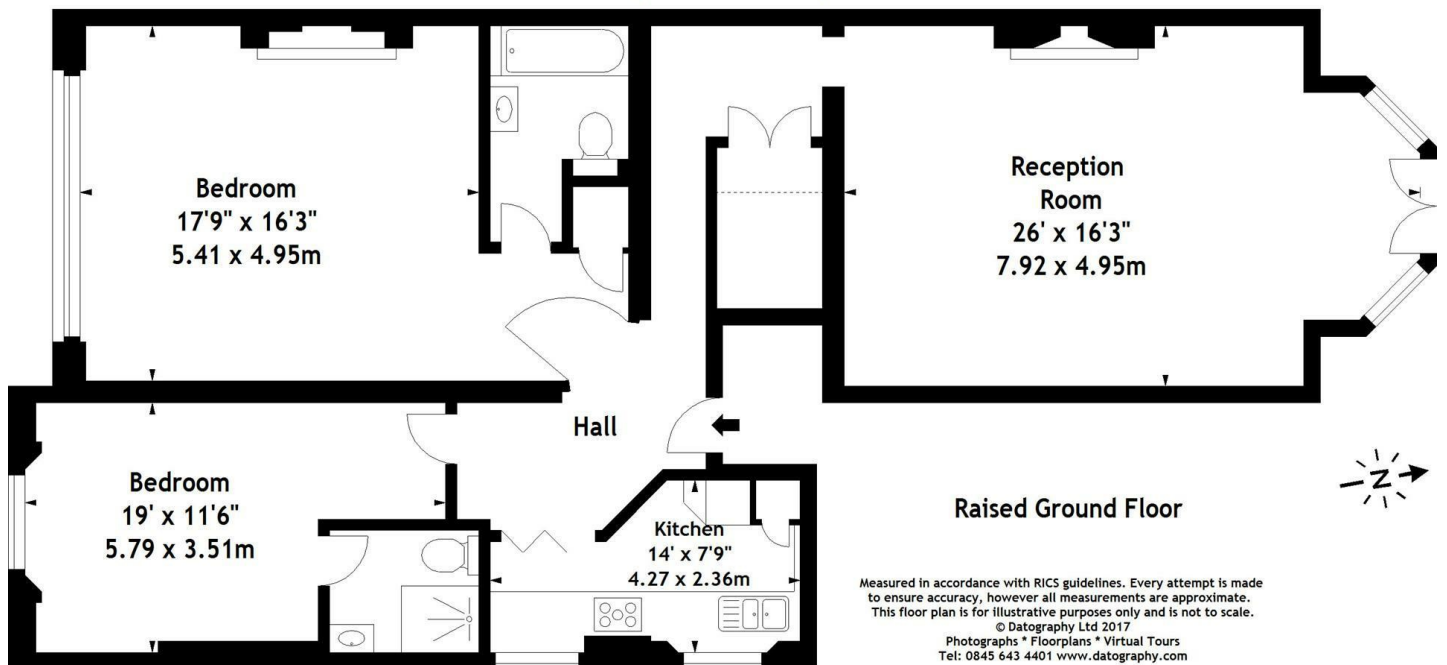 Bedroom
17'9" x 16'3"
5.41 x 4.95m
Reception
Room
26' x 16'3"
7.92 x 4.95m
Hall
Bedroom
19' x 11'6"
5.79 x 3.51m
Kitchen
14' x 7'9"
4.27 x 2.36m
N
Raised Ground Floor
Measured in accordance with RICS guidelines. Every attempt is made
to ensure accuracy, however all measurements are approximate.
This floor plan is for illustrative purposes only and is not to scale.
© Datography Ltd 2017
Photographs * Floorplans * Virtual Tours
Tel: 0845 643 4401 www.datography.com